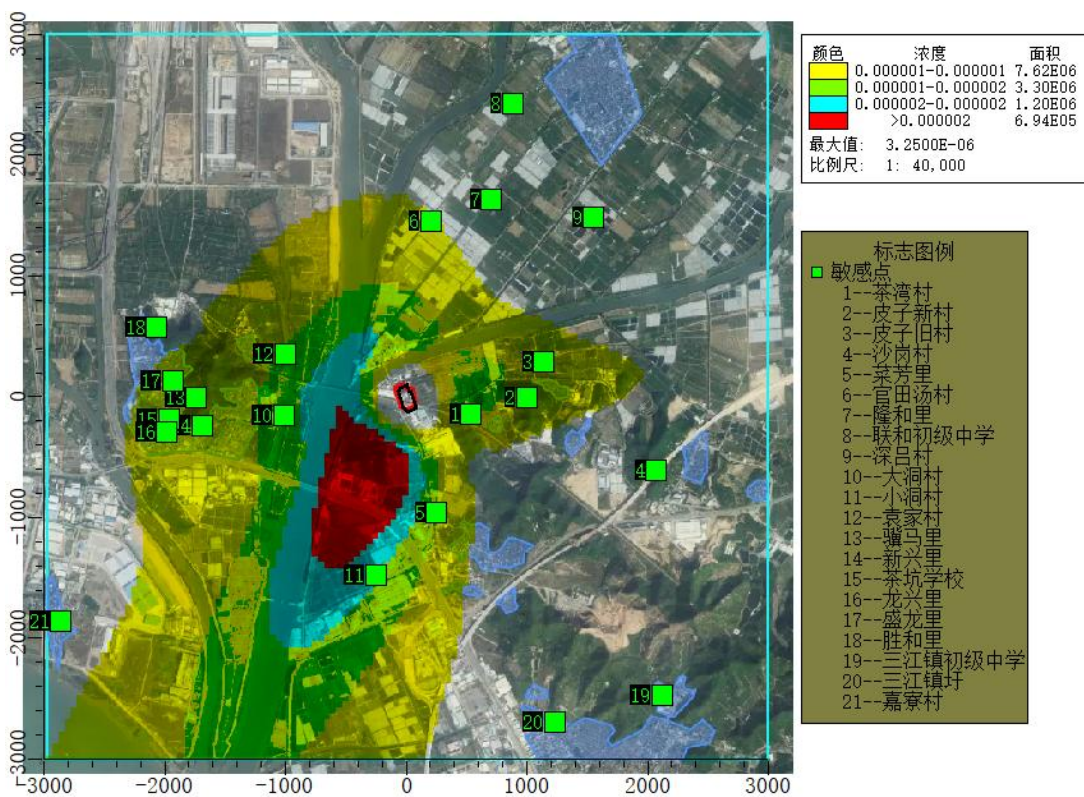 颜色 浓度 面积
0.000001-0.000001 7.62E06
0.000001-0.000002 3.30E06
0.000002-0.000002 1.20E06
>0.000002 6.94E05
最大值: 3.2500E-06
比例尺: 1: 40,000
标志图例
敏感点
1--茶湾村
2--皮子新村
3--皮子旧村
4--沙岗村
5--菜芳里
6--官田汤村
7--隆和里
8--联和初级中学
9--深吕村
10--大洞村
11--小洞村
12--袁家村
13--骥马里
14--新兴里
15--茶坑学校
16--龙兴里
17--盛龙里
18--胜和里
19--三江镇初级中学
20--三江镇圩
21--嘉寮村
3000
2000
1000
0
-1000
-2000
-3000
-3000 -2000 -1000 0 1000 2000 3000
8
7
9
6
18
12
3
17
13
2
15
10
1
16
14
4
5
11
21
19
20